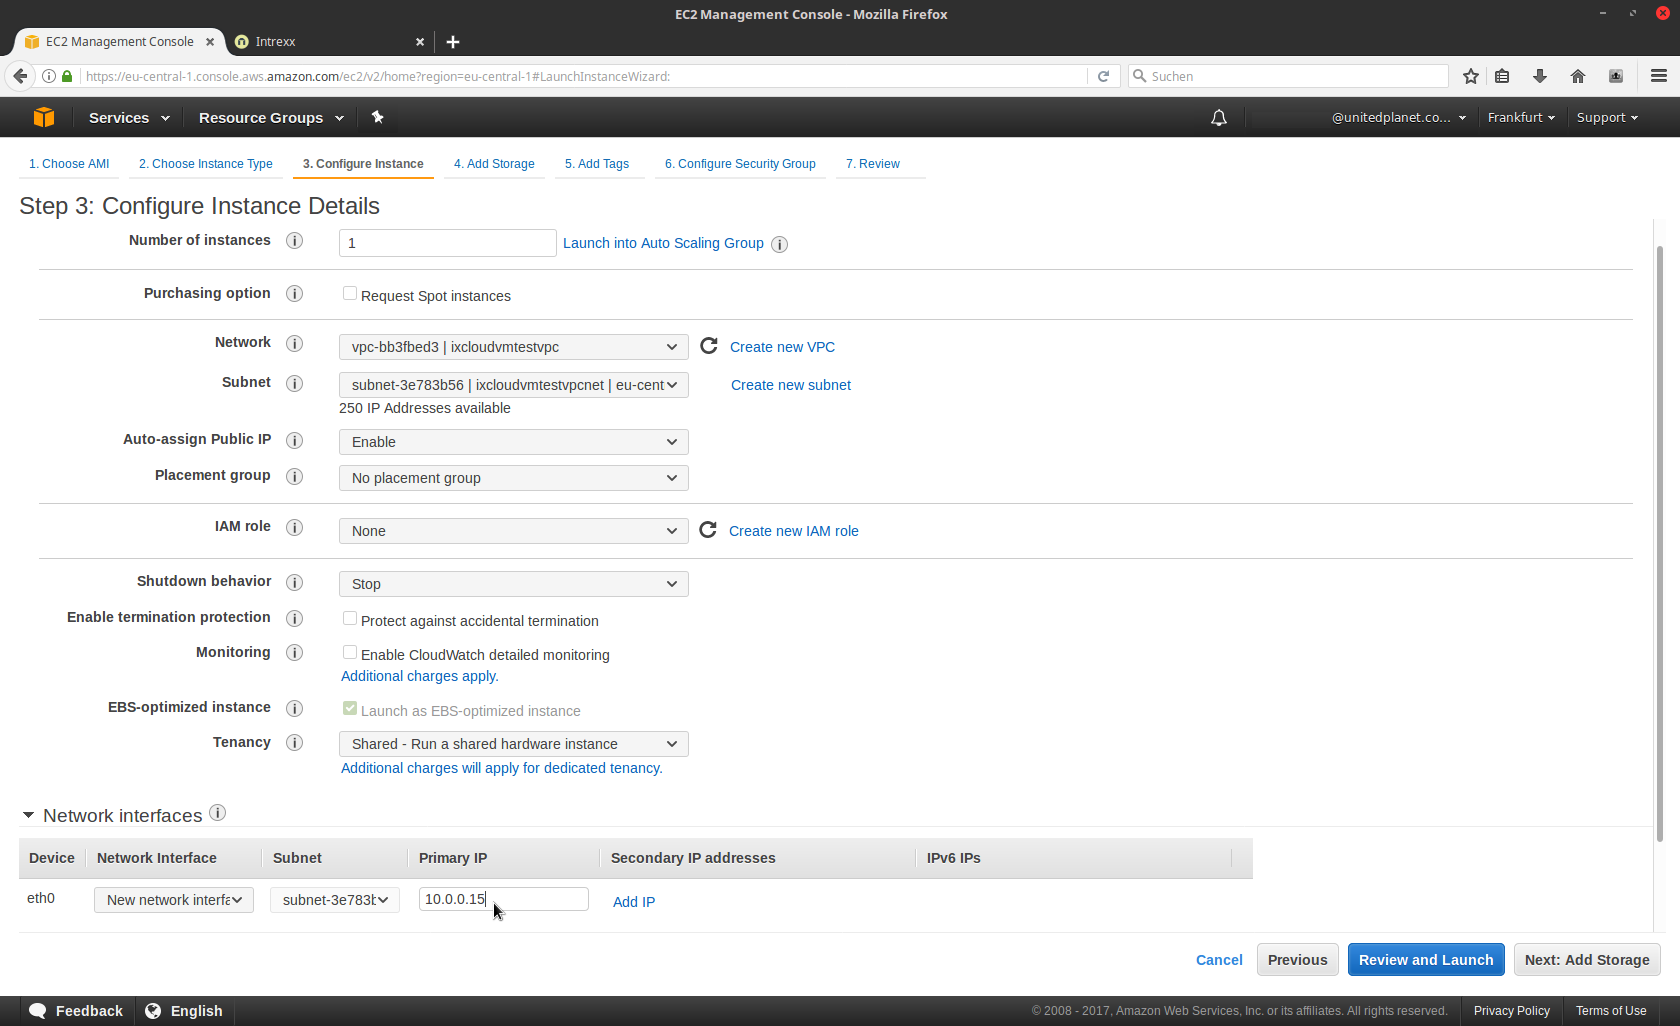 EC2 Management Console - Mozilla Firefox
EC2 Management Console
Intrexx
https://eu-central-1.console.aws.amazon.com/ec2/v2/home?region=eu-central-1#LaunchInstanceWizard:
Suchen
Services
Resource Groups
@unitedplanet.co...
Frankfurt
Support
1. Choose AMI
2. Choose Instance Type
3. Configure Instance
4. Add Storage
5. Add Tags
6. Configure Security Group
7. Review
Step 3: Configure Instance Details
Number of instances
1
Launch into Auto Scaling Group
Purchasing option
Request Spot instances
Network
vpc-bb3fbed3 | ixcloudvmtestvpc
Create new VPC
Subnet
subnet-3e783b56 | ixcloudvmtestvpcnet | eu-cent
Create new subnet
250 IP Addresses available
Auto-assign Public IP
Enable
Placement group
No placement group
IAM role
None
Create new IAM role
Shutdown behavior
Stop
Enable termination protection
Protect against accidental termination
Monitoring
Enable CloudWatch detailed monitoring
Additional charges apply.
EBS-optimized instance
Launch as EBS-optimized instance
Tenancy
Shared - Run a shared hardware instance
Additional charges will apply for dedicated tenancy.
Network interfaces
Device
Network Interface
Subnet
Primary IP
Secondary IP addresses
IPv6 IPs
eth0
New network interfa
subnet-3e783b
10.0.0.15
Add IP
Cancel
Previous
Review and Launch
Next: Add Storage
Feedback
English
© 2008 - 2017, Amazon Web Services, Inc. or its affiliates. All rights reserved.
Privacy Policy
Terms of Use